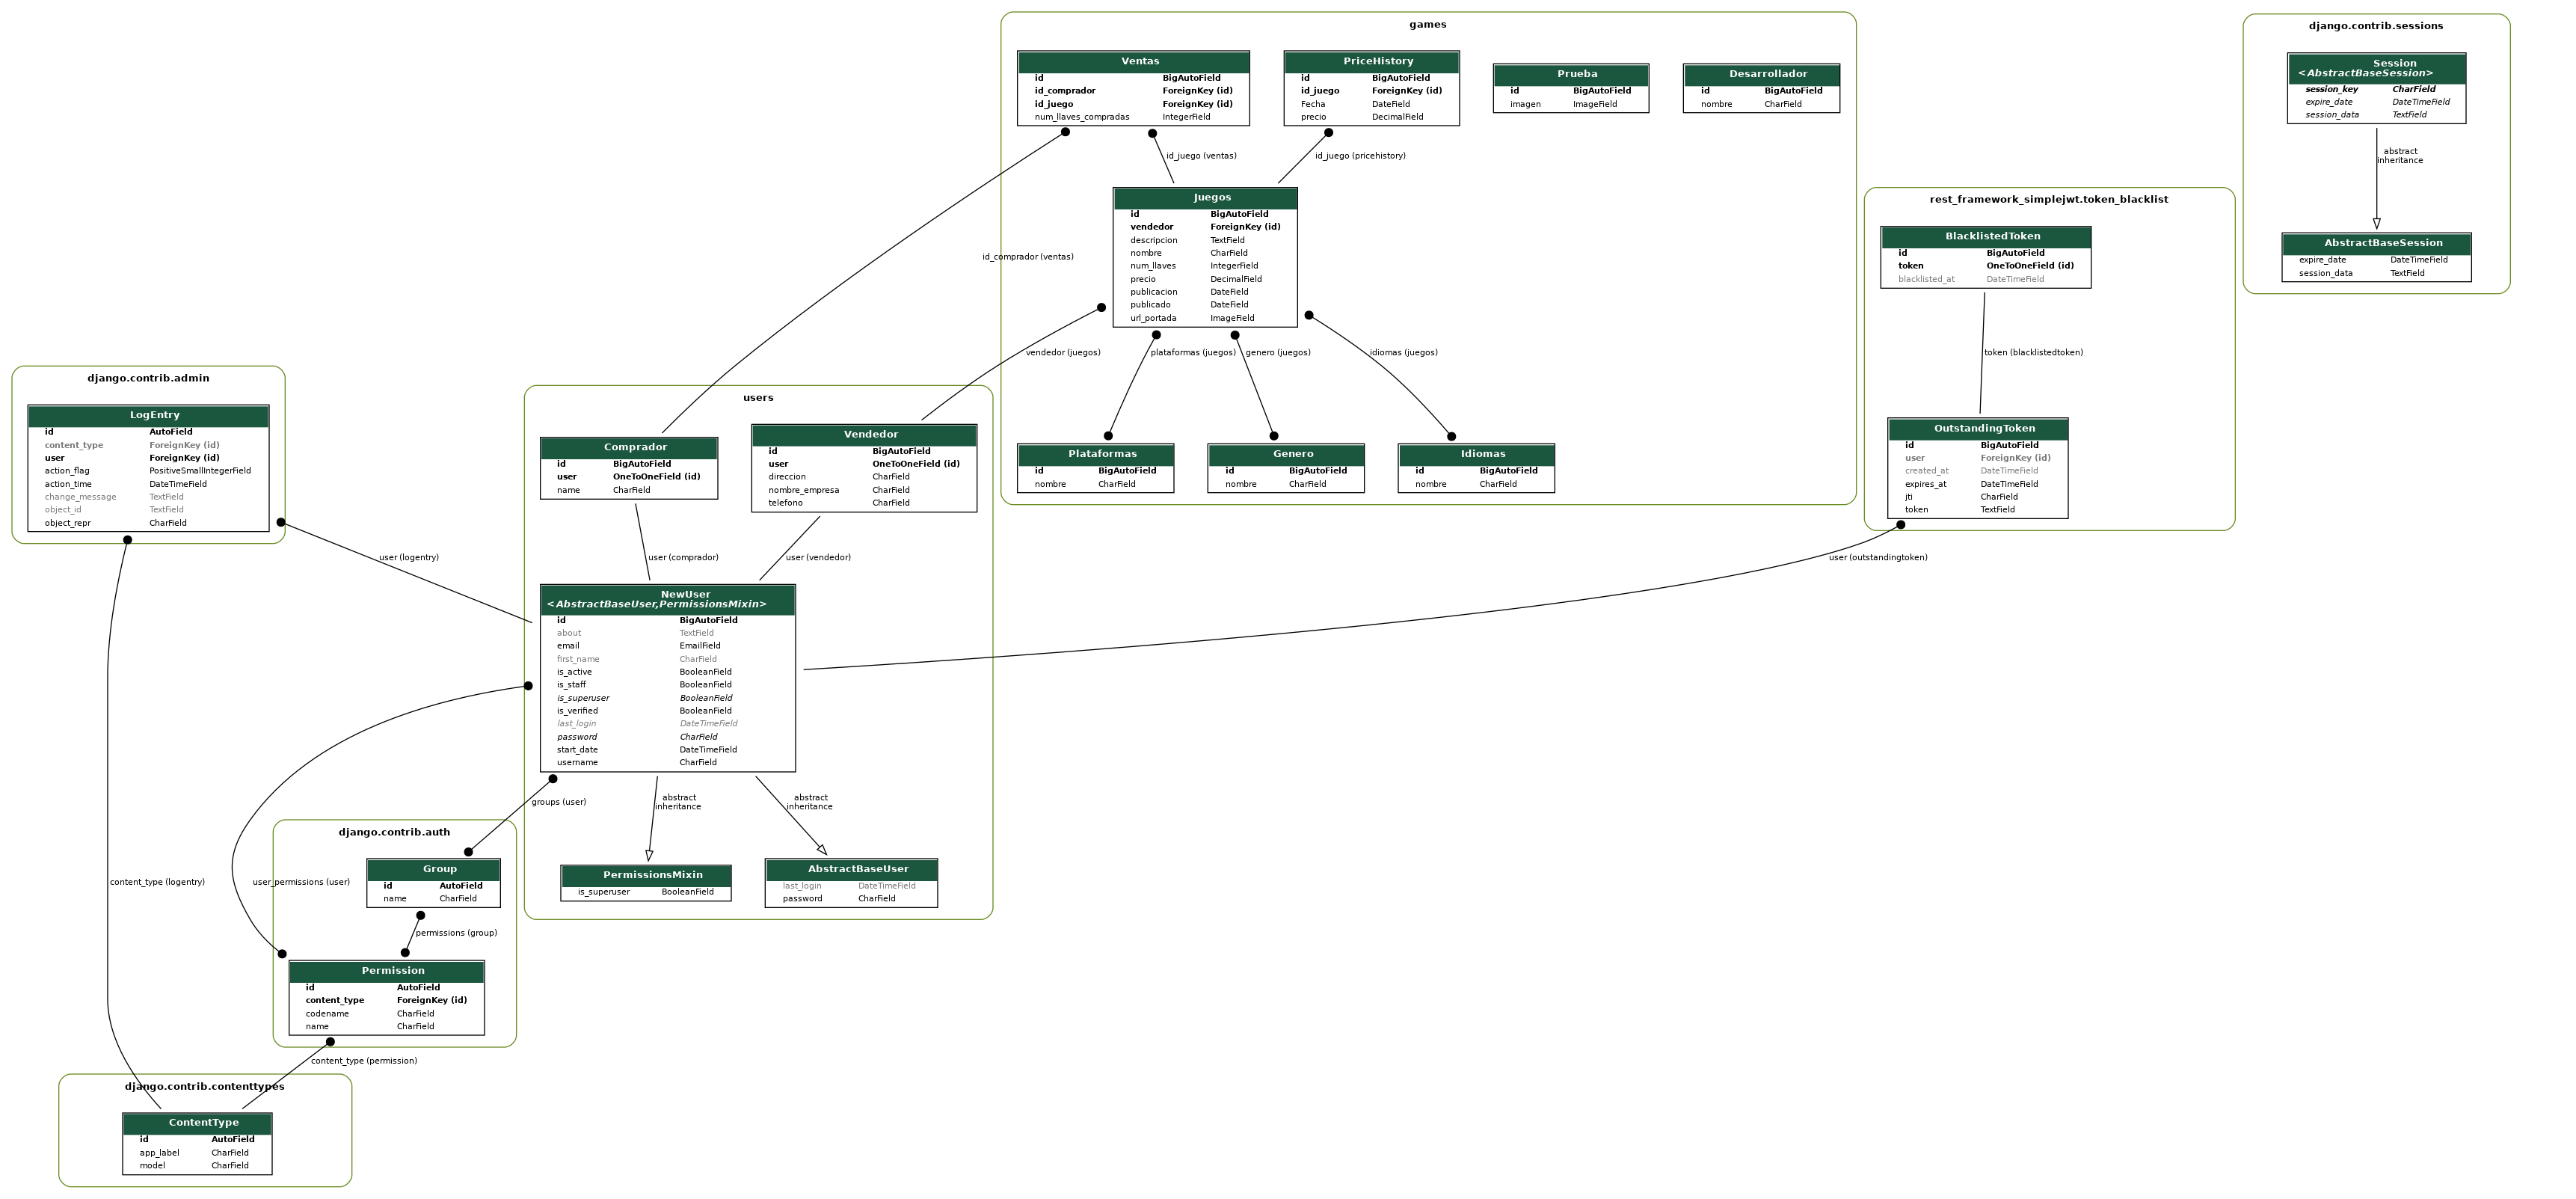 games
Ventas
id BigAutoField
id_comprador ForeignKey (id)
id_juego ForeignKey (id)
num_llaves_compradas IntegerField
PriceHistory
id BigAutoField
id_juego ForeignKey (id)
Fecha DateField
precio DecimalField
Prueba
id BigAutoField
imagen ImageField
Desarrollador
id BigAutoField
nombre CharField
id_juego (ventas)
id_juego (pricehistory)
Juegos
id BigAutoField
vendedor ForeignKey (id)
descripcion TextField
nombre CharField
num_llaves IntegerField
precio DecimalField
publicacion DateField
publicado DateField
url_portada ImageField
id_comprador (ventas)
vendedor (juegos)
plataformas (juegos)
genero (juegos)
idiomas (juegos)
Plataformas
id BigAutoField
nombre CharField
Genero
id BigAutoField
nombre CharField
Idiomas
id BigAutoField
nombre CharField
django.contrib.sessions
Session
<AbstractBaseSession>
session_key CharField
expire_date DateTimeField
session_data TextField
abstract
inheritance
AbstractBaseSession
expire_date DateTimeField
session_data TextField
rest_framework_simplejwt.token_blacklist
BlacklistedToken
id BigAutoField
token OneToOneField (id)
blacklisted_at DateTimeField
token (blacklistedtoken)
OutstandingToken
id BigAutoField
user ForeignKey (id)
created_at DateTimeField
expires_at DateTimeField
jti CharField
token TextField
user (outstandingtoken)
django.contrib.admin
LogEntry
id AutoField
content_type ForeignKey (id)
user ForeignKey (id)
action_flag PositiveSmallIntegerField
action_time DateTimeField
change_message TextField
object_id TextField
object_repr CharField
user (logentry)
content_type (logentry)
users
Comprador
id BigAutoField
user OneToOneField (id)
name CharField
Vendedor
id BigAutoField
user OneToOneField (id)
direccion CharField
nombre_empresa CharField
telefono CharField
user (comprador)
user (vendedor)
NewUser
<AbstractBaseUser,PermissionsMixin>
id BigAutoField
about TextField
email EmailField
first_name CharField
is_active BooleanField
is_staff BooleanField
is_superuser BooleanField
is_verified BooleanField
last_login DateTimeField
password CharField
start_date DateTimeField
username CharField
groups (user)
abstract
inheritance
abstract
inheritance
PermissionsMixin
is_superuser BooleanField
AbstractBaseUser
last_login DateTimeField
password CharField
django.contrib.auth
Group
id AutoField
name CharField
user_permissions (user)
permissions (group)
Permission
id AutoField
content_type ForeignKey (id)
codename CharField
name CharField
content_type (permission)
django.contrib.contenttypes
ContentType
id AutoField
app_label CharField
model CharField